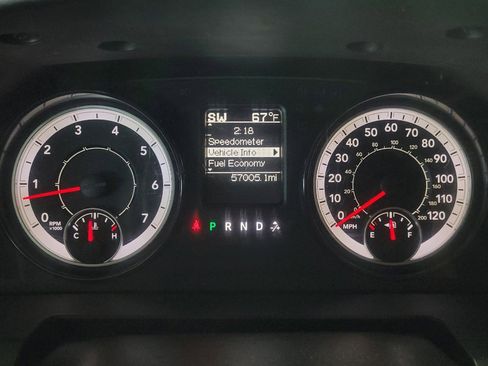 SW 67°F
2:18
Speedometer
Vehicle Info
Fuel Economy
57005.1mi
P R N D
0 1 2 3 4 5 6 7
RPM
x1000
C H
0 10 20 30 40 50 60 70 80 90 100 110 120
MPH
E F